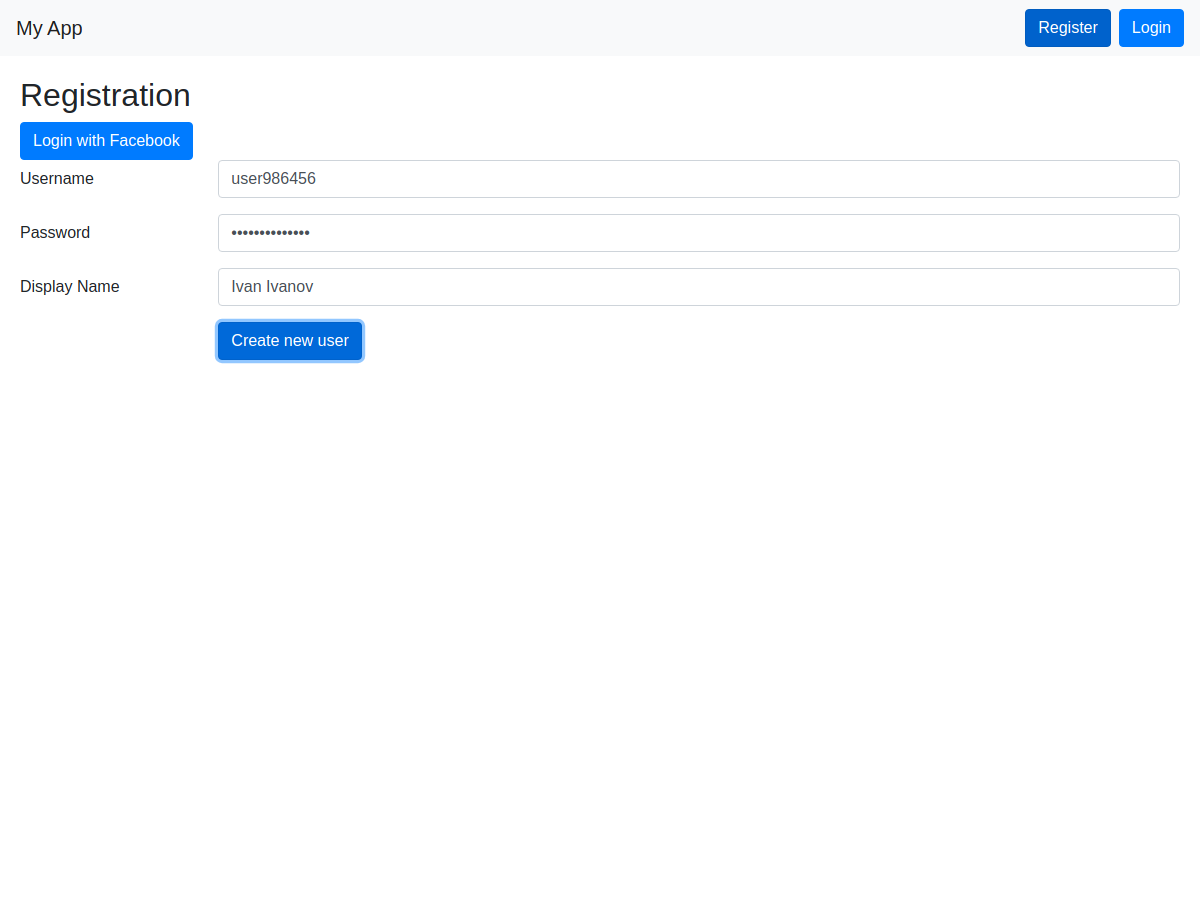 My App
Register
Login
Registration
Login with Facebook
Username
user986456
Password
••••••••••••••
Display Name
Ivan Ivanov
Create new user